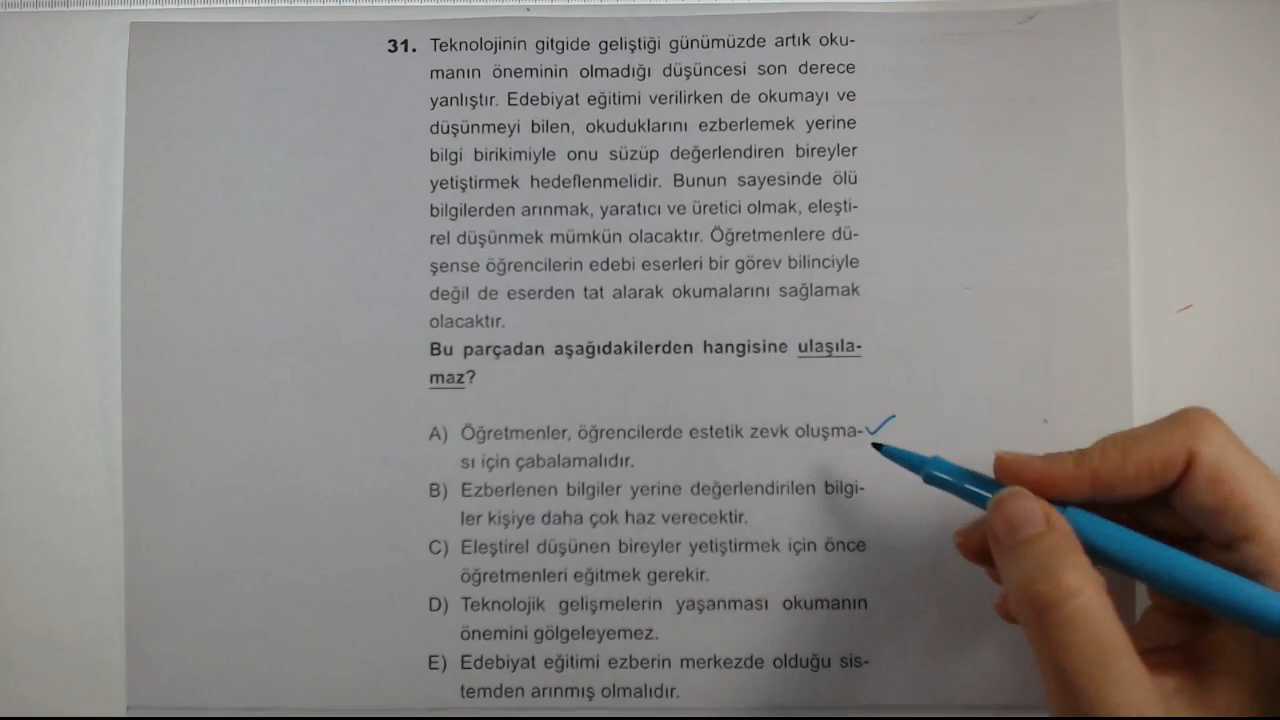 31. Teknolojinin gitgide geliştiği günümüzde artık oku-
manın öneminin olmadığı düşüncesi son derece
yanlıştır. Edebiyat eğitimi verilirken de okumayı ve
düşünmeyi bilen, okuduklarını ezberlemek yerine
bilgi birikimiyle onu süzüp değerlendiren bireyler
yetiştirmek hedeflenmelidir. Bunun sayesinde ölü
bilgilerden arınmak, yaratıcı ve üretici olmak, eleşti-
rel düşünmek mümkün olacaktır. Öğretmenlere dü-
şense öğrencilerin edebi eserleri bir görev bilinciyle
değil de eserden tat alarak okumalarını sağlamak
olacaktır.
Bu parçadan aşağıdakilerden hangisine ulaşıla-
maz?
A) Öğretmenler, öğrencilerde estetik zevk oluşma-
sı için çabalamalıdır.
B) Ezberlenen bilgiler yerine değerlendirilen bilgi-
ler kişiye daha çok haz verecektir.
C) Eleştirel düşünen bireyler yetiştirmek için önce
öğretmenleri eğitmek gerekir.
D) Teknolojik gelişmelerin yaşanması okumanın
önemini gölgeleyemez.
E) Edebiyat eğitimi ezberin merkezde olduğu sis-
temden arınmış olmalıdır.